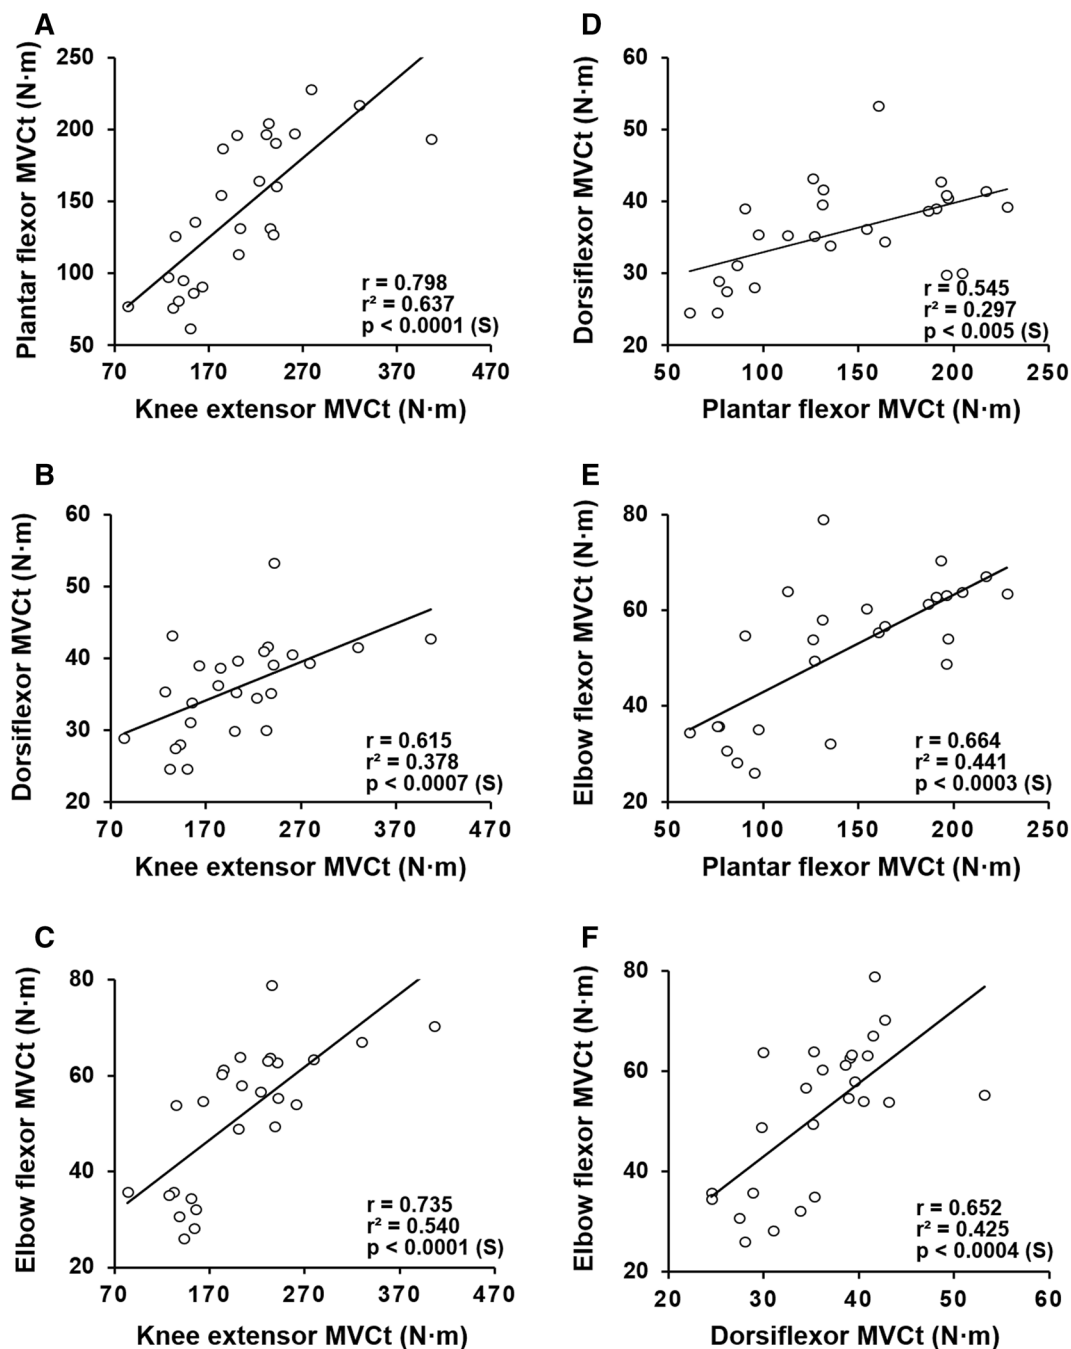 A
Plantar flexor MVCt (N·m)
250
200
150
100
50
r = 0.798
r² = 0.637
p < 0.0001 (S)
70 170 270 370 470
Knee extensor MVCt (N·m)
D
Dorsiflexor MVCt (N·m)
60
50
40
30
20
r = 0.545
r² = 0.297
p < 0.005 (S)
50 100 150 200 250
Plantar flexor MVCt (N·m)
B
Dorsiflexor MVCt (N·m)
60
50
40
30
20
r = 0.615
r² = 0.378
p < 0.0007 (S)
70 170 270 370 470
Knee extensor MVCt (N·m)
E
Elbow flexor MVCt (N·m)
80
60
40
20
r = 0.664
r² = 0.441
p < 0.0003 (S)
50 100 150 200 250
Plantar flexor MVCt (N·m)
C
Elbow flexor MVCt (N·m)
80
60
40
20
r = 0.735
r² = 0.540
p < 0.0001 (S)
70 170 270 370 470
Knee extensor MVCt (N·m)
F
Elbow flexor MVCt (N·m)
80
60
40
20
r = 0.652
r² = 0.425
p < 0.0004 (S)
20 30 40 50 60
Dorsiflexor MVCt (N·m)